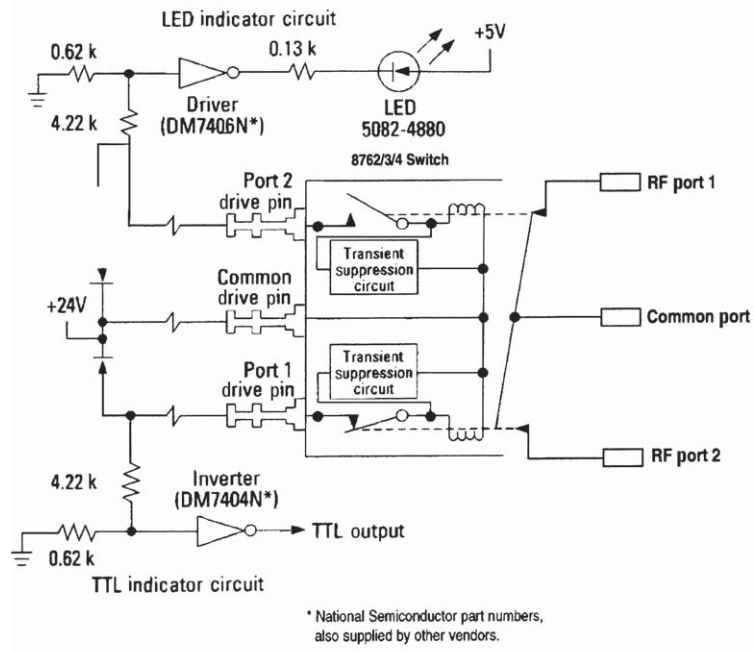 LED indicator circuit
0.62 k
0.13 k
+5V
Driver
(DM7406N*)
LED
5082-4880
4.22 k
8762/3/4 Switch
Port 2
drive pin
RF port 1
Transient
suppression
circuit
Common
drive pin
+24V
Common port
Transient
suppression
circuit
Port 1
drive pin
RF port 2
4.22 k
Inverter
(DM7404N*)
TTL output
0.62 k
TTL indicator circuit
* National Semiconductor part numbers,
also supplied by other vendors.